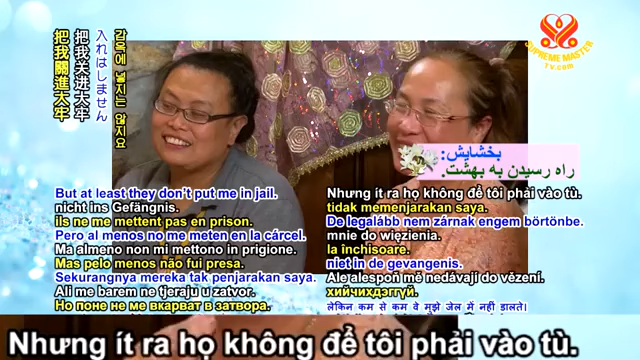 SUPREME MASTER
TV.com
把我關進大牢
把我关进大牢
入れはしません
감옥에 넣지는 않지요
بخشایش:
راه رسیدن به بهشت.
But at least they don't put me in jail.
nicht ins Gefängnis.
ils ne me mettent pas en prison.
Pero al menos no me meten en la cárcel.
Ma almeno non mi mettono in prigione.
Mas pelo menos não fui presa.
Sekurangnya mereka tak penjarakan saya.
Ali me barem ne tjeraju u zatvor.
Но поне не ме вкарват в затвора.
Nhưng ít ra họ không để tôi phải vào tù.
tidak memenjarakan saya.
De legalább nem zárnak engem börtönbe.
mnie do więzienia.
la închisoare.
niet in de gevangenis.
Ale alespoň mě nedávají do vězení.
хийчихдэггүй.
लेकिन कम से कम वे मुझे जेल में नहीं डालते।
Nhưng ít ra họ không để tôi phải vào tù.